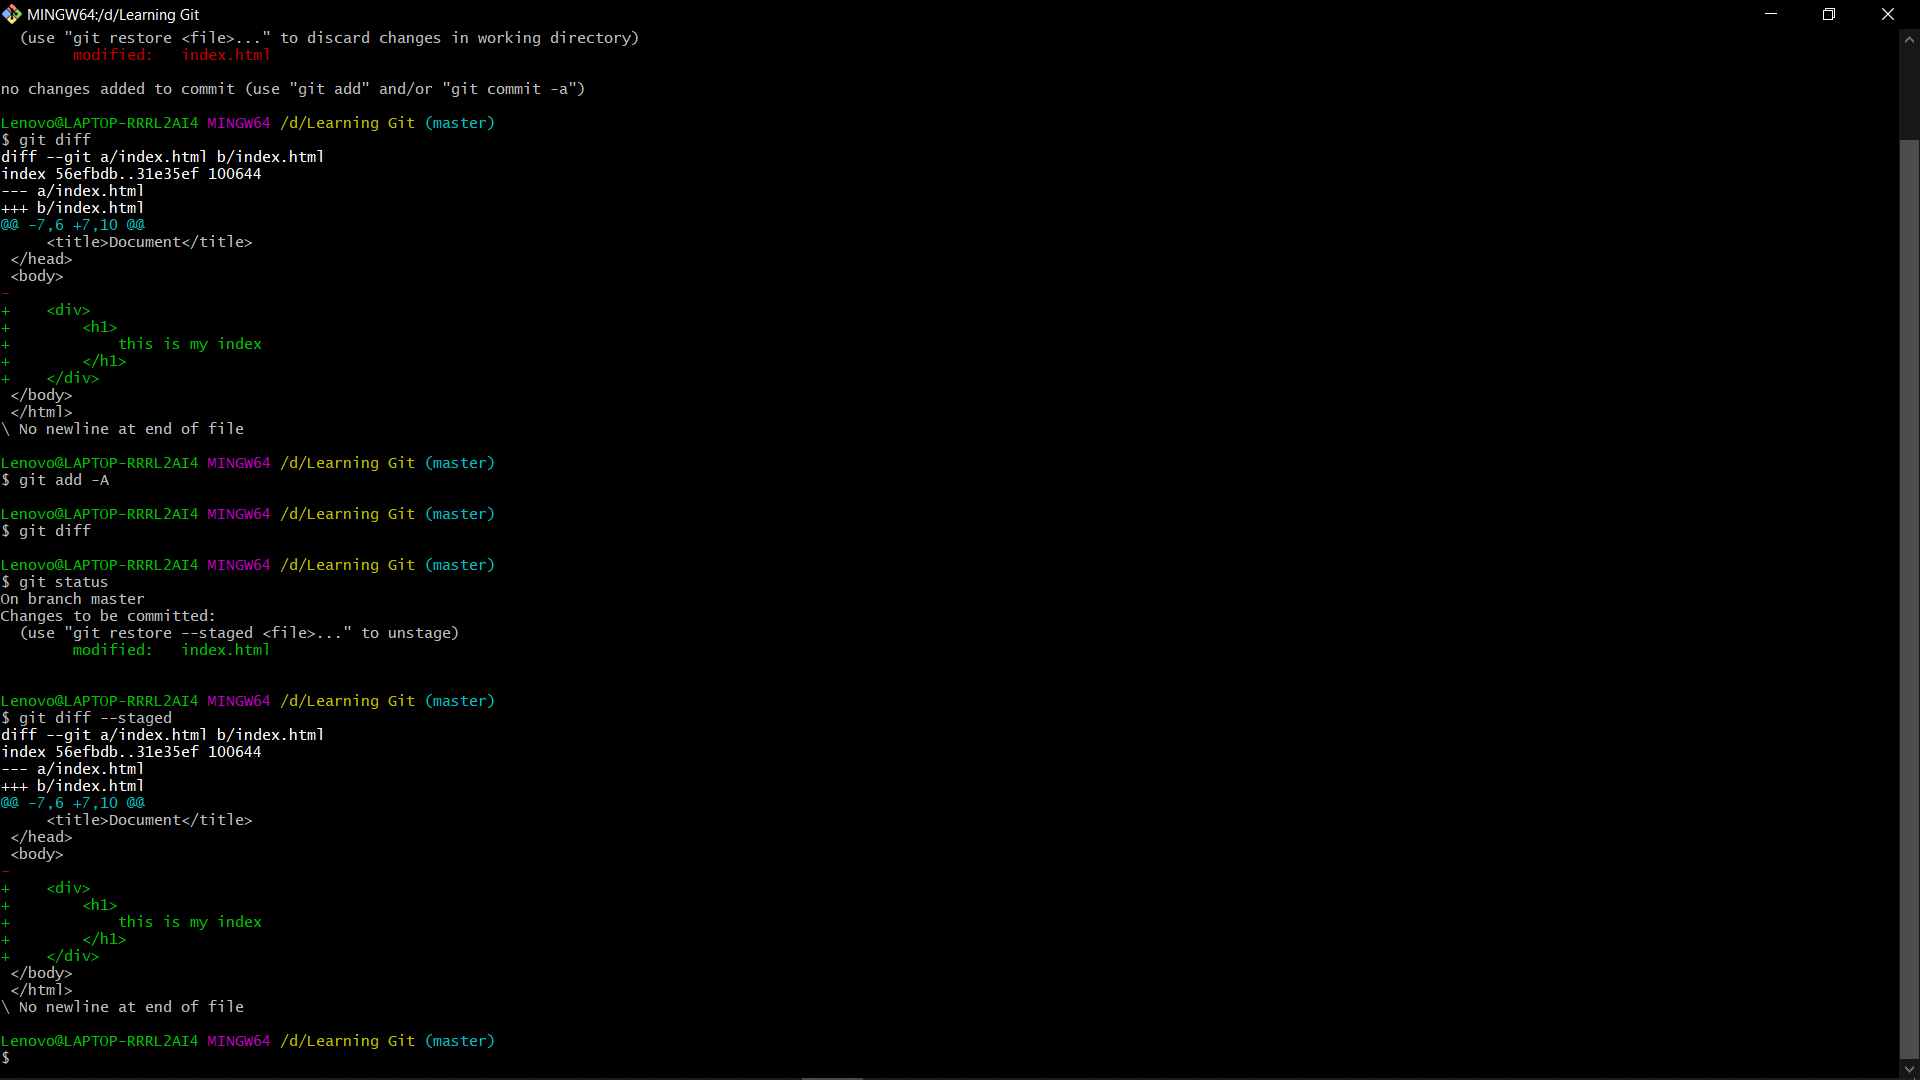 MINGW64:/d/Learning Git
  (use "git restore <file>..." to discard changes in working directory)
        modified:   index.html

no changes added to commit (use "git add" and/or "git commit -a")

Lenovo@LAPTOP-RRRL2AI4 MINGW64 /d/Learning Git (master)
$ git diff
diff --git a/index.html b/index.html
index 56efbdb..31e35ef 100644
--- a/index.html
+++ b/index.html
@@ -7,6 +7,10 @@
     <title>Document</title>
 </head>
 <body>
-
+    <div>
+        <h1>
+            this is my index
+        </h1>
+    </div>
 </body>
 </html>
\ No newline at end of file

Lenovo@LAPTOP-RRRL2AI4 MINGW64 /d/Learning Git (master)
$ git add -A

Lenovo@LAPTOP-RRRL2AI4 MINGW64 /d/Learning Git (master)
$ git diff

Lenovo@LAPTOP-RRRL2AI4 MINGW64 /d/Learning Git (master)
$ git status
On branch master
Changes to be committed:
  (use "git restore --staged <file>..." to unstage)
        modified:   index.html


Lenovo@LAPTOP-RRRL2AI4 MINGW64 /d/Learning Git (master)
$ git diff --staged
diff --git a/index.html b/index.html
index 56efbdb..31e35ef 100644
--- a/index.html
+++ b/index.html
@@ -7,6 +7,10 @@
     <title>Document</title>
 </head>
 <body>
-
+    <div>
+        <h1>
+            this is my index
+        </h1>
+    </div>
 </body>
 </html>
\ No newline at end of file

Lenovo@LAPTOP-RRRL2AI4 MINGW64 /d/Learning Git (master)
$